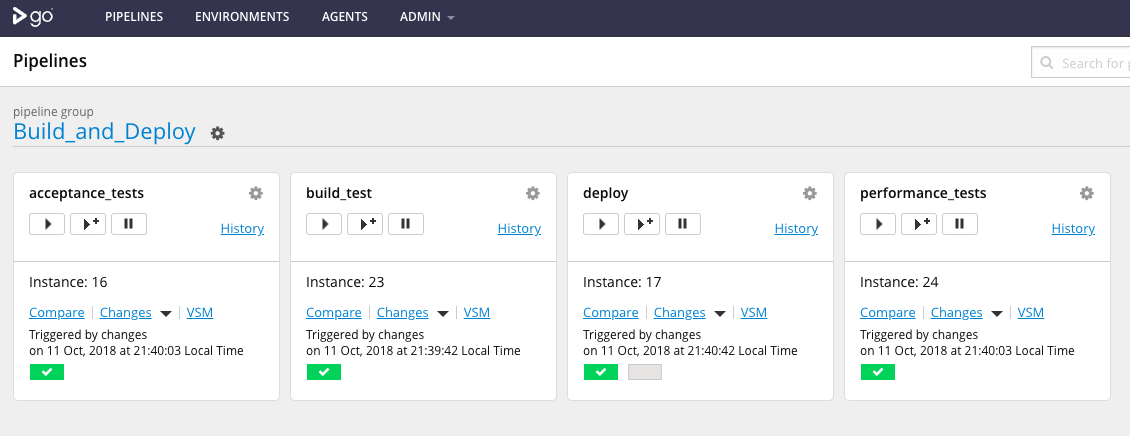 go PIPELINES ENVIRONMENTS AGENTS ADMIN
Pipelines
Search for
pipeline group
Build_and_Deploy
acceptance_tests
History
Instance: 16
Compare Changes VSM
Triggered by changes
on 11 Oct, 2018 at 21:40:03 Local Time
build_test
History
Instance: 23
Compare Changes VSM
Triggered by changes
on 11 Oct, 2018 at 21:39:42 Local Time
deploy
History
Instance: 17
Compare Changes VSM
Triggered by changes
on 11 Oct, 2018 at 21:40:42 Local Time
performance_tests
History
Instance: 24
Compare Changes VSM
Triggered by changes
on 11 Oct, 2018 at 21:40:03 Local Time